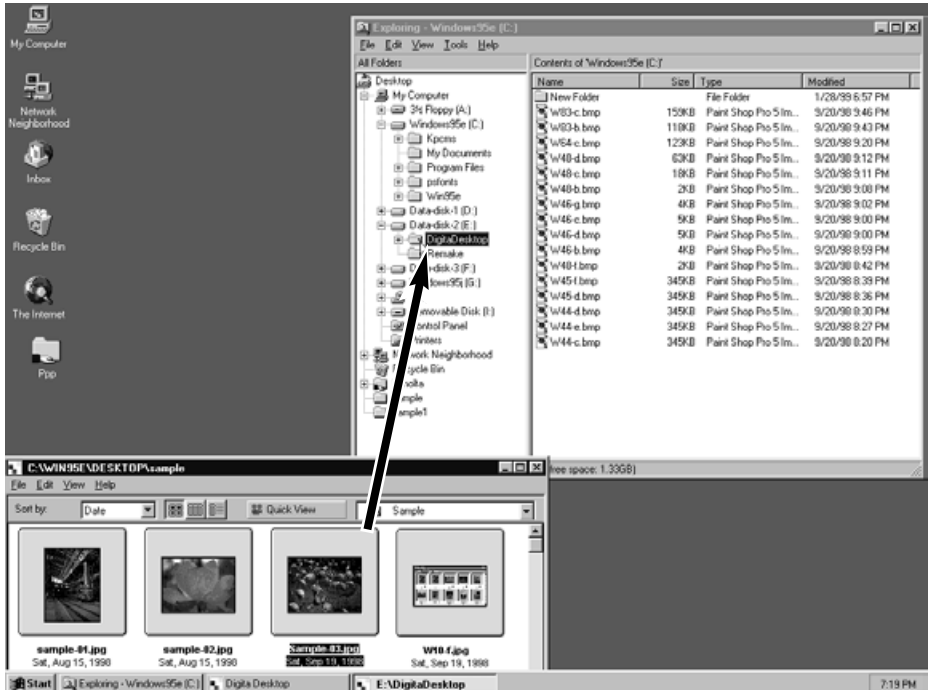 My Computer
Network
Neighborhood
Inbox
Recycle Bin
The Internet
Ppp
Exploring - Windows95e (C:)
File Edit View Tools Help
All Folders
Contents of 'Windows95e (C:)'
Desktop
My Computer
3½ Floppy (A:)
Windows95e (C:)
Kpcms
My Documents
Program Files
psfonts
Win95e
Data-disk-1 (D:)
Data-disk-2 (E:)
DigitaDesktop
Remake
disk-3 (F:)
(G:)
movable Disk (I:)
ontrol Panel
rinters
work Neighborhood
cycle Bin
olta
mple
mple1
Name Size Type Modified
New Folder File Folder 1/28/99 6:57 PM
W83-c.bmp 159KB Paint Shop Pro 5 Im... 9/20/98 9:46 PM
W83-b.bmp 118KB Paint Shop Pro 5 Im... 9/20/98 9:43 PM
W64-c.bmp 123KB Paint Shop Pro 5 Im... 9/20/98 9:20 PM
W48-d.bmp 63KB Paint Shop Pro 5 Im... 9/20/98 9:12 PM
W48-c.bmp 18KB Paint Shop Pro 5 Im... 9/20/98 9:11 PM
W48-b.bmp 2KB Paint Shop Pro 5 Im... 9/20/98 9:08 PM
W46-g.bmp 4KB Paint Shop Pro 5 Im... 9/20/98 9:02 PM
W46-e.bmp 5KB Paint Shop Pro 5 Im... 9/20/98 9:00 PM
W46-d.bmp 5KB Paint Shop Pro 5 Im... 9/20/98 9:00 PM
W46-b.bmp 4KB Paint Shop Pro 5 Im... 9/20/98 8:59 PM
W48-f.bmp 2KB Paint Shop Pro 5 Im... 9/20/98 8:42 PM
W45-f.bmp 345KB Paint Shop Pro 5 Im... 9/20/98 8:39 PM
W45-d.bmp 345KB Paint Shop Pro 5 Im... 9/20/98 8:36 PM
W44-d.bmp 345KB Paint Shop Pro 5 Im... 9/20/98 8:30 PM
W44-e.bmp 345KB Paint Shop Pro 5 Im... 9/20/98 8:27 PM
W44-c.bmp 345KB Paint Shop Pro 5 Im... 9/20/98 8:20 PM
free space: 1.33GB)
C:\WIN95E\DESKTOP\sample
File Edit View Help
Sort by: Date Quick View Sample
sample-01.jpg sample-02.jpg Sample-03.jpg W10-f.jpg
Sat, Aug 15, 1998 Sat, Aug 15, 1998 Sat, Sep 19, 1998 Sat, Sep 19, 1998
Start Exploring - Windows95e (C:) Digita Desktop E:\DigitaDesktop 7:19 PM